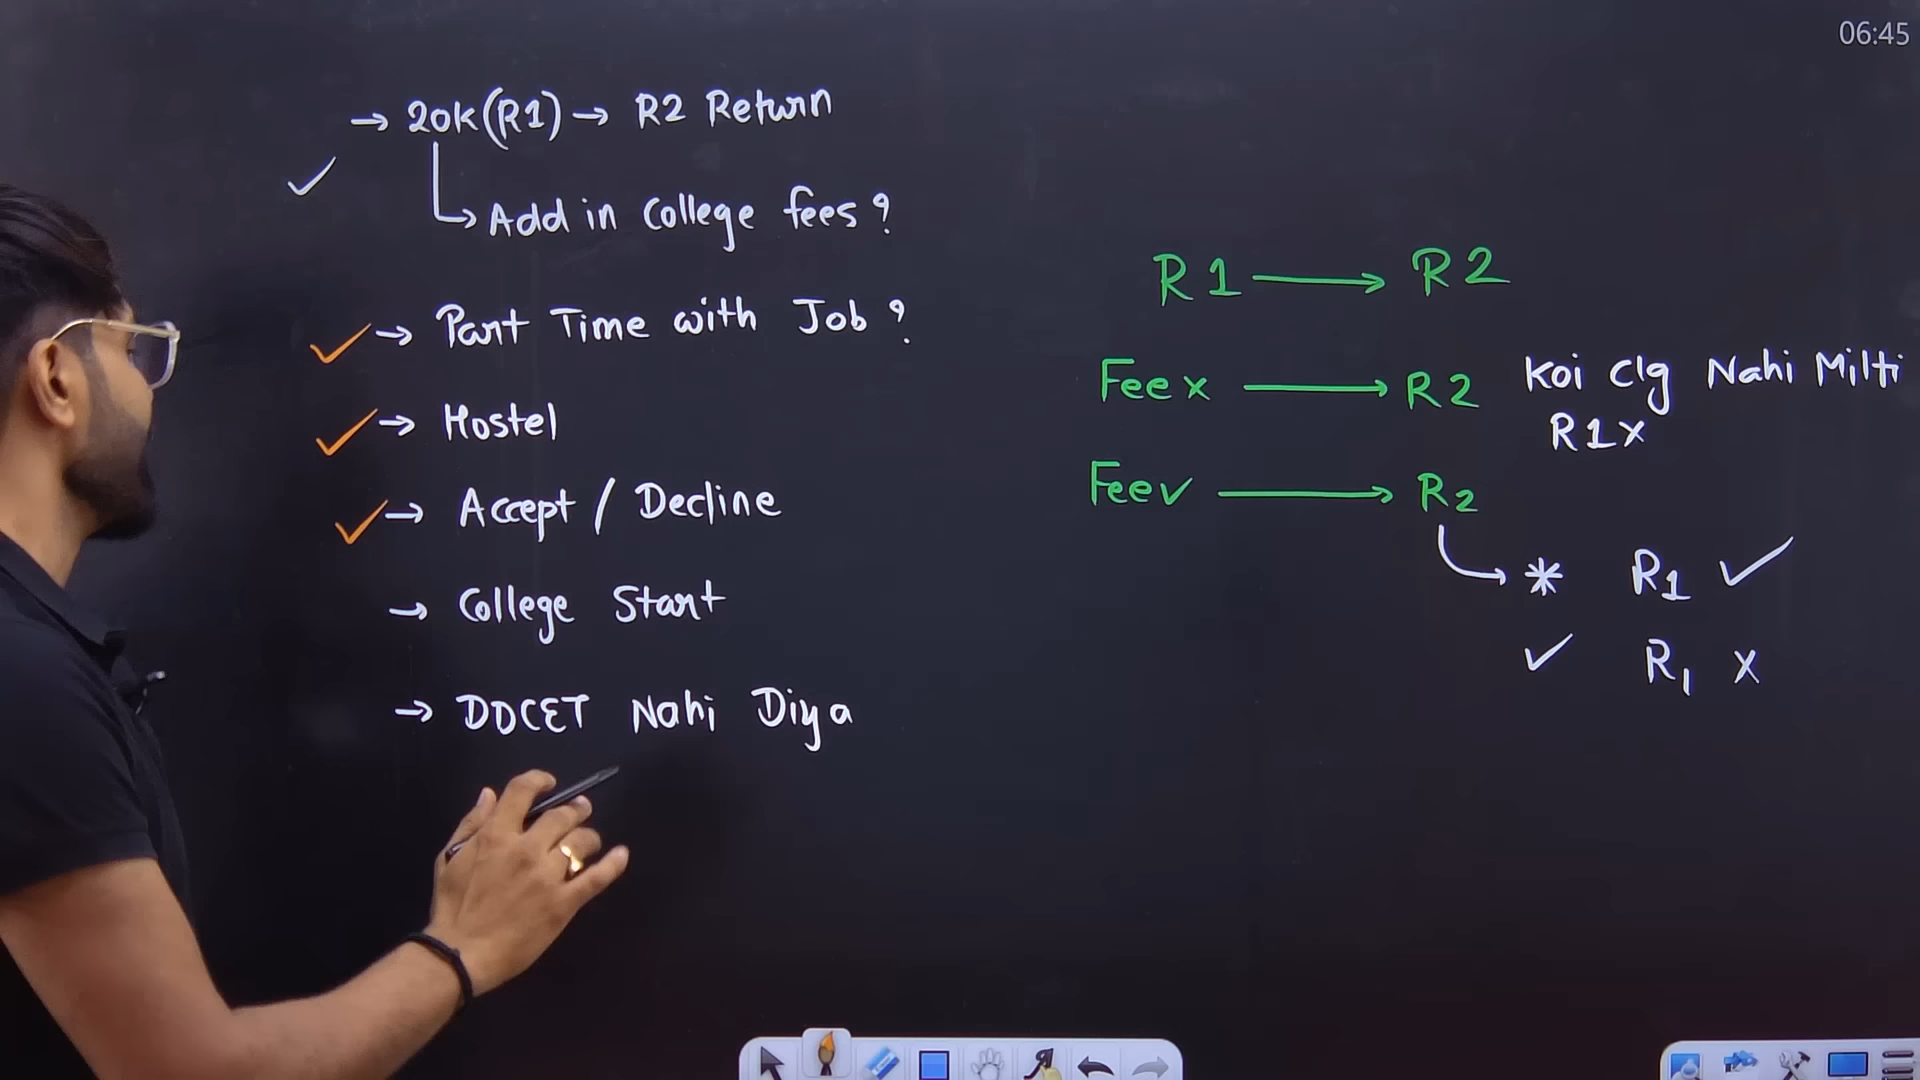 06:45
→ 20k(R1) → R2 Return
↳ Add in College fees?
→ Part Time with Job?
→ Hostel
→ Accept / Decline
→ College Start
→ DDCET Nahi Diya
R1 → R2
Fee x → R2 Koi Clg Nahi Milti
R1x
Fee✓ → R2
* R1 ✓
✓ R1 x